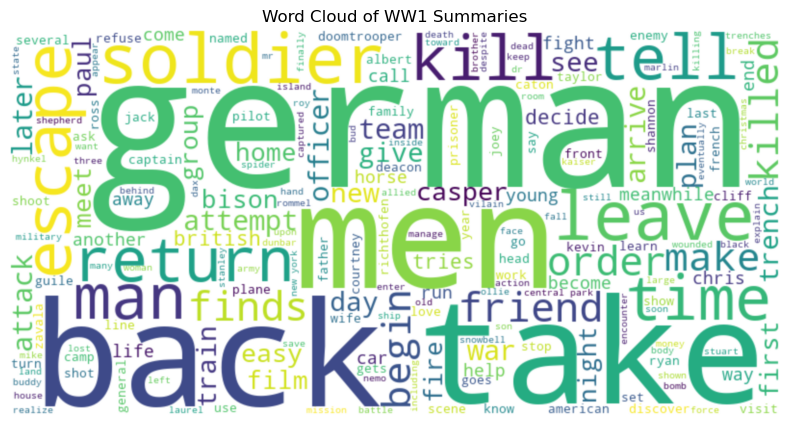 Word Cloud of WW1 Summaries
german
back
take
men
soldier
kill
tell
escape
leave
time
return
man
killed
finds
friend
order
make
later
paul
several
refuse
come
named
doomtrooper
albert
call
see
fight
enemy
death
toward
brother
despite
dead
keep
dr
appear
killing
trenches
break
marlin
state
finally
mr
island
caton
taylor
shepherd
hynkel
ross
jack
pilot
family
team
say
decide
plan
last
french
end
christmas
eventually
ask
want
three
captain
group
home
officer
monte
captured
roy
bud
give
prisoner
joey
room
arrive
shannon
front
kaiser
meet
behind
away
dax
spider
inside
deacon
horse
bison
hand
rommel
allied
new
casper
young
meanwhile
cliff
still
us
world
shoot
attempt
vilain
fall
military
another
british
upon
dunbar
father
courtney
richthofen
manage
year
face
go
kevin
learn
wounded
black
explain
trench
many
woman
army
stanley
new york
tries
head
work
become
chris
large
guile
plane
enter
action
central park
attack
zavala
line
day
run
old
ollie
show
soon
encounter
wife
ship
love
son
mike
lost
camp
life
train
easy
save
car
begin
snowbell
war
stop
fire
night
money
body
stuart
first
turn
land
shot
film
gets
nemo
help
goes
ryan
shown
way
buddy
general
left
including
set
bomb
house
realize
laurel
use
mission
battle
scene
know
american
discover
force
visit